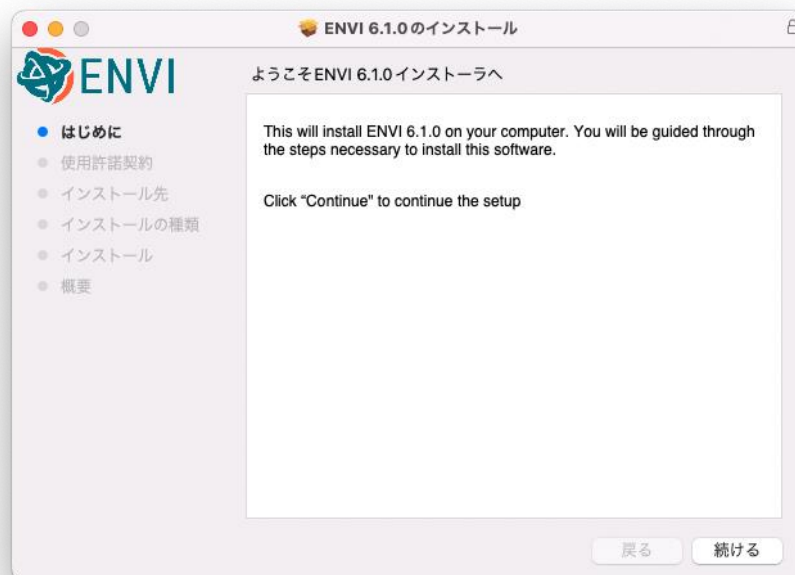 ENVI 6.1.0のインストール
ENVI
ようこそENVI 6.1.0インストーラへ
はじめに
使用許諾契約
インストール先
インストールの種類
インストール
概要
This will install ENVI 6.1.0 on your computer. You will be guided through
the steps necessary to install this software.
Click “Continue" to continue the setup
戻る
続ける